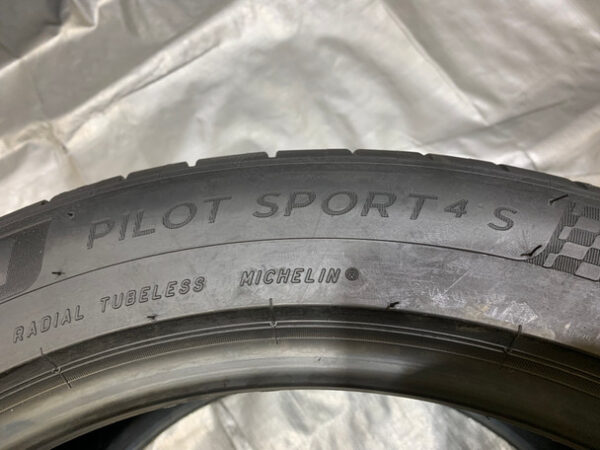 PILOT SPORT 4 S
RADIAL TUBELESS MICHELIN®